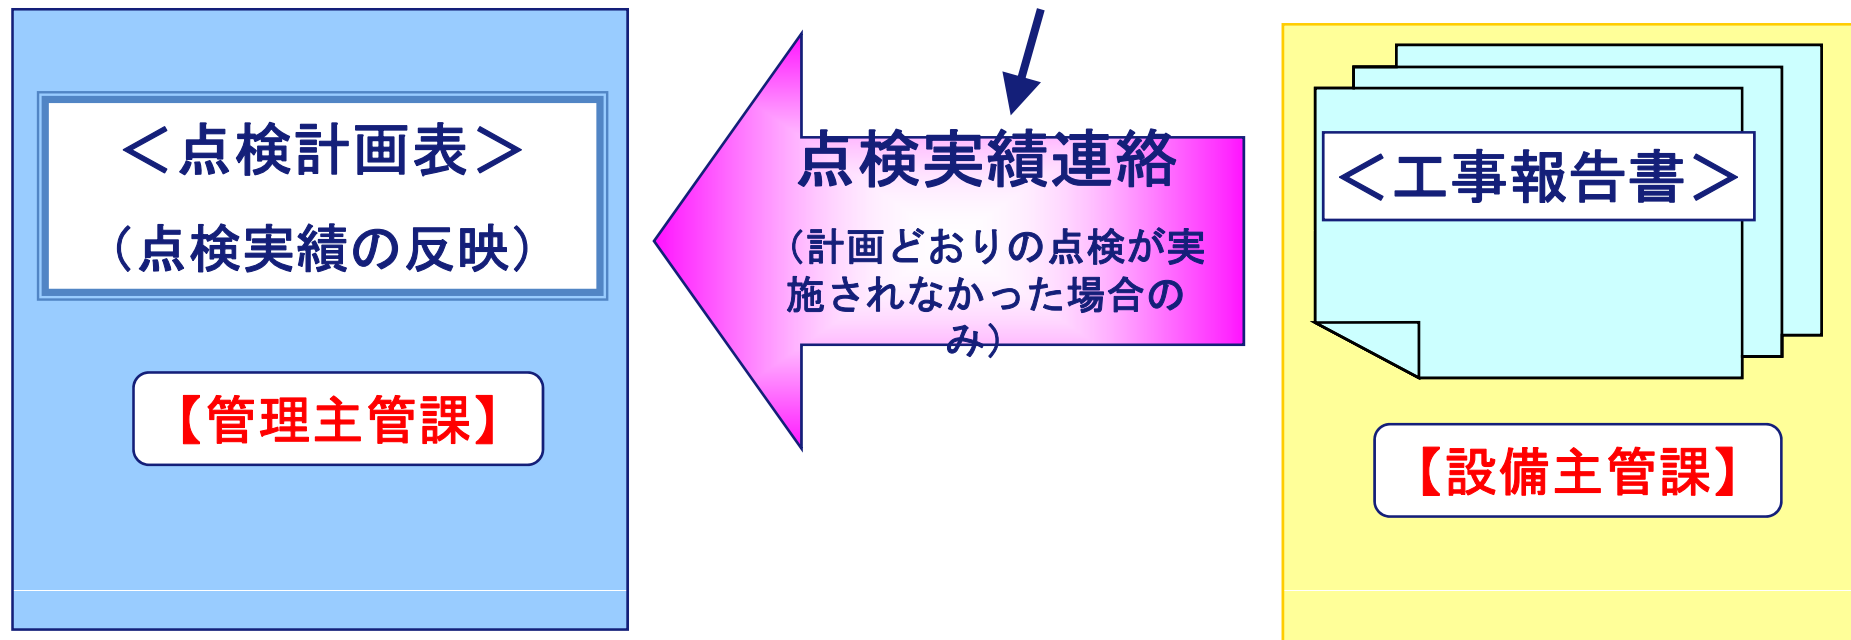 ＜点検計画表＞
（点検実績の反映）
【管理主管課】
点検実績連絡
（計画どおりの点検が実
施されなかった場合の
み）
＜工事報告書＞
【設備主管課】